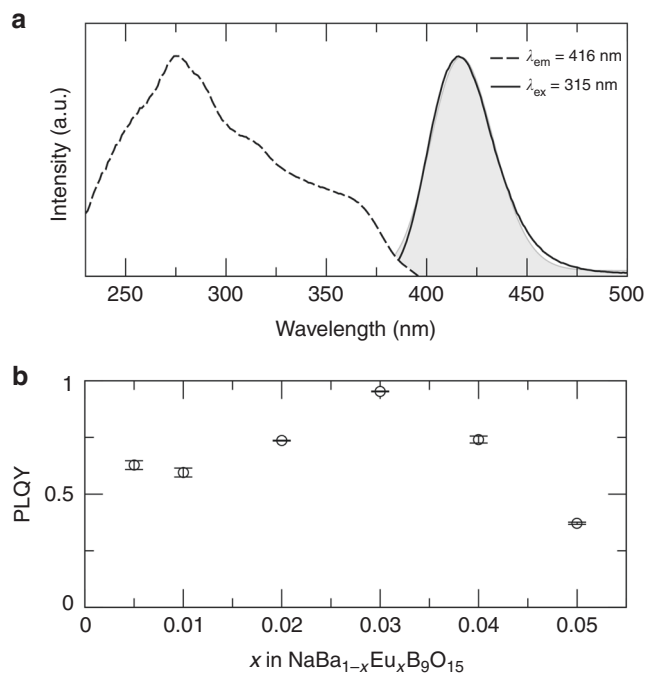 a
λem = 416 nm
λex = 315 nm
Intensity (a.u.)
250 300 350 400 450 500
Wavelength (nm)
b
1
0.5
0
PLQY
0 0.01 0.02 0.03 0.04 0.05
x in NaBa1–xEuxB9O15